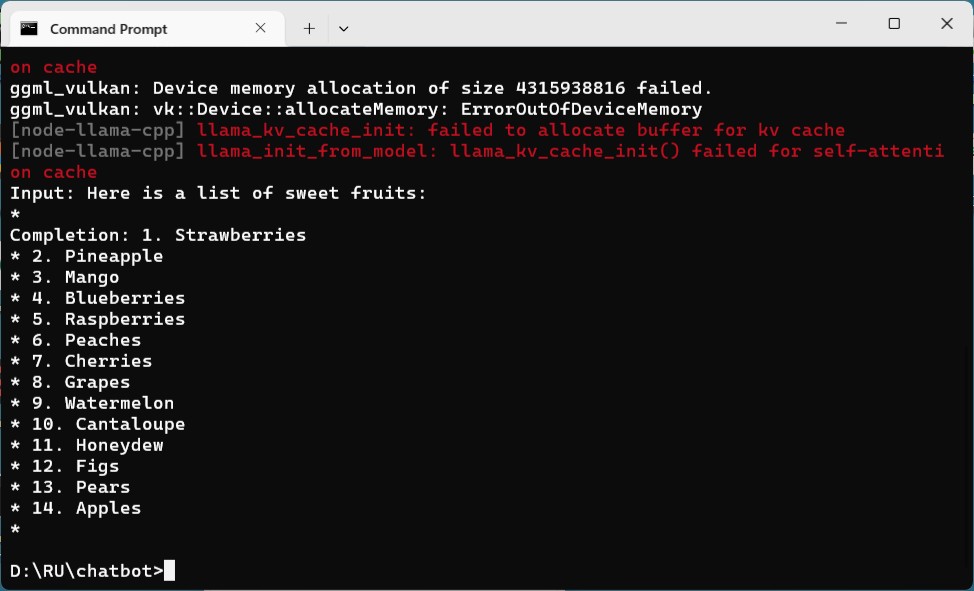 Command Prompt
on cache
ggml_vulkan: Device memory allocation of size 4315938816 failed.
ggml_vulkan: vk::Device::allocateMemory: ErrorOutOfDeviceMemory
[node-llama-cpp] llama_kv_cache_init: failed to allocate buffer for kv cache
[node-llama-cpp] llama_init_from_model: llama_kv_cache_init() failed for self-attenti
on cache
Input: Here is a list of sweet fruits:
*
Completion: 1. Strawberries
* 2. Pineapple
* 3. Mango
* 4. Blueberries
* 5. Raspberries
* 6. Peaches
* 7. Cherries
* 8. Grapes
* 9. Watermelon
* 10. Cantaloupe
* 11. Honeydew
* 12. Figs
* 13. Pears
* 14. Apples
*
D:\RU\chatbot>